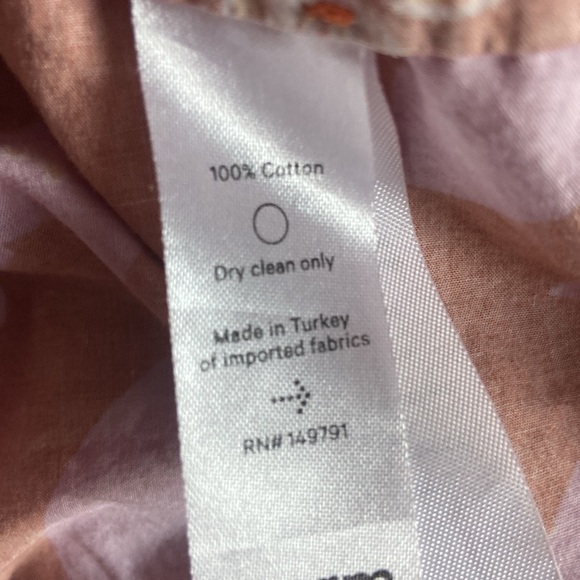 100% Cotton
Dry clean only
Made in Turkey
of imported fabrics
RN# 149791